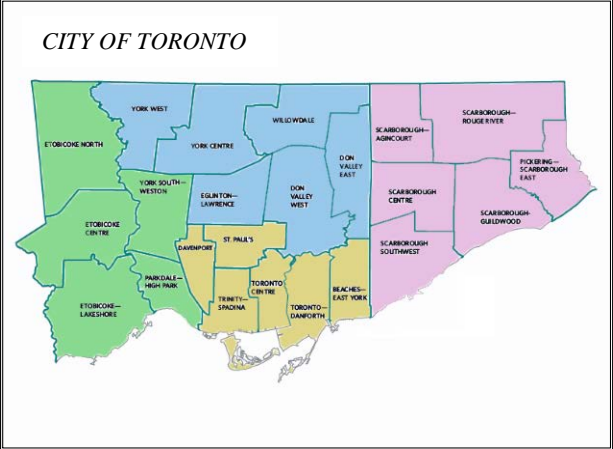 CITY OF TORONTO
YORK WEST
WILLOWDALE
SCARBOROUGH—
ROUGE RIVER
SCARBOROUGH—
AGINCOURT
ETOBICOKE NORTH
YORK CENTRE
DON
VALLEY
EAST
PICKERING—
SCARBOROUGH
EAST
YORK SOUTH—
WESTON
EGLINTON—
LAWRENCE
DON
VALLEY
WEST
SCARBOROUGH
CENTRE
SCARBOROUGH-
GUILDWOOD
ETOBICOKE
CENTRE
DAVENPORT
ST. PAUL'S
SCARBOROUGH
SOUTHWEST
PARKDALE—
HIGH PARK
TORONTO
CENTRE
BEACHES—
EAST YORK
ETOBICOKE—
LAKESHORE
TRINITY—
SPADINA
TORONTO—
DANFORTH